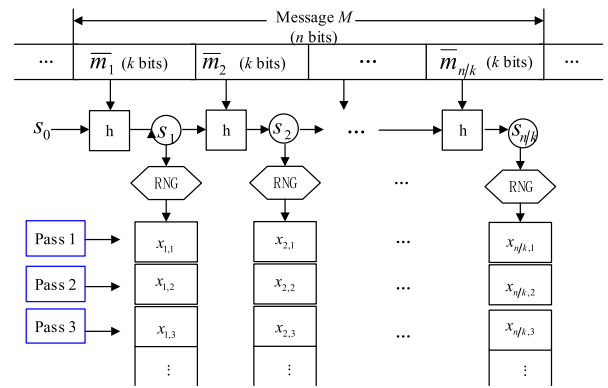 Message M
(n bits)
... m̅₁ (k bits) m̅₂ (k bits) ... m̅ₙ/ₖ (k bits) ...
S₀ h S₁ h S₂ ... h Sₙ/ₖ
RNG RNG ... RNG
Pass 1 x₁,₁ x₂,₁ ... xₙ/ₖ,₁
Pass 2 x₁,₂ x₂,₂ ... xₙ/ₖ,₂
Pass 3 x₁,₃ x₂,₃ ... xₙ/ₖ,₃
⋮ ⋮ ⋮